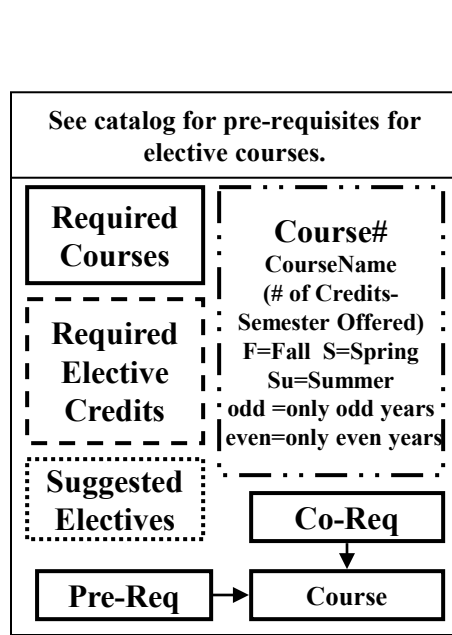 See catalog for pre-requisites for
elective courses.
Required
Courses
Course#
CourseName
(# of Credits-
Semester Offered)
F=Fall S=Spring
Su=Summer
odd =only odd years
even=only even years
Required
Elective
Credits
Suggested
Electives
Co-Req
Pre-Req
Course